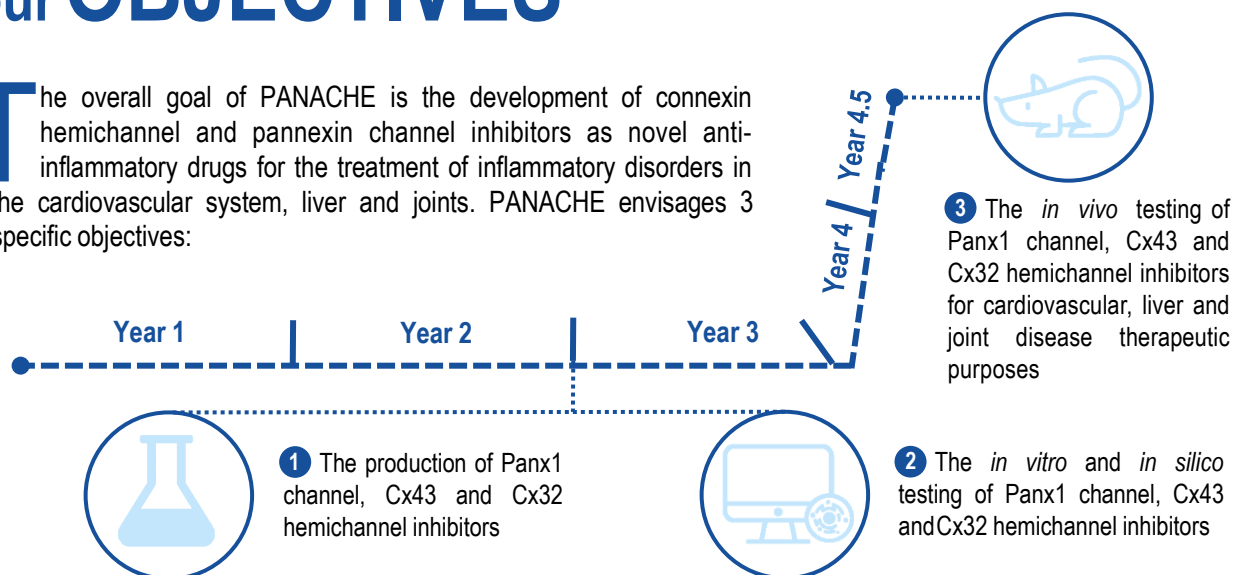 our OBJECTIVES
The overall goal of PANACHE is the development of connexin
hemichannel and pannexin channel inhibitors as novel anti-
inflammatory drugs for the treatment of inflammatory disorders in
the cardiovascular system, liver and joints. PANACHE envisages 3
specific objectives:
Year 1
Year 2
Year 3
Year 4
Year 4.5
3 The in vivo testing of
Panx1 channel, Cx43 and
Cx32 hemichannel inhibitors
for cardiovascular, liver and
joint disease therapeutic
purposes
1 The production of Panx1
channel, Cx43 and Cx32
hemichannel inhibitors
2 The in vitro and in silico
testing of Panx1 channel, Cx43
and Cx32 hemichannel inhibitors